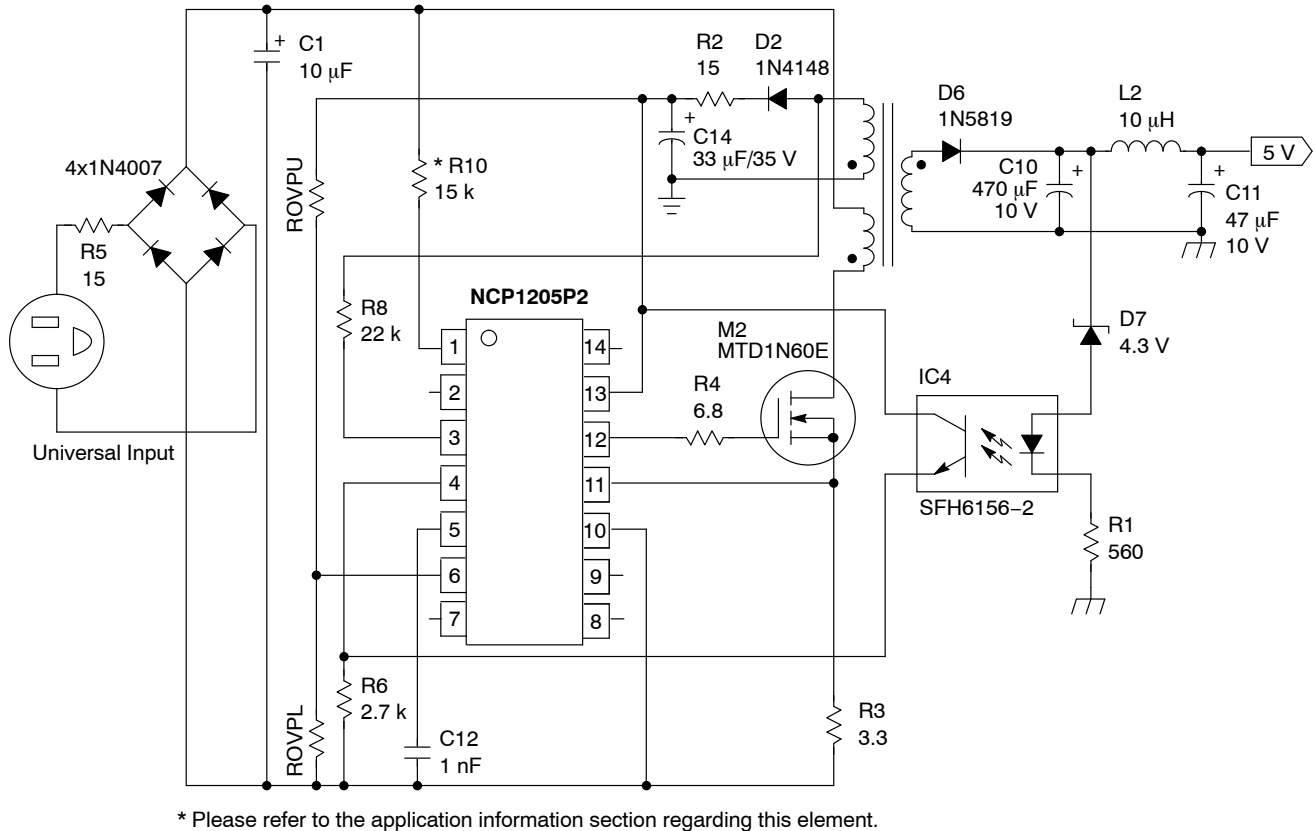 C1
10 μF
R2
15
D2
1N4148
D6
1N5819
L2
10 μH
5 V
+
+
C14
33 μF/35 V
C10
470 μF
10 V
+
+
C11
47 μF
10 V
4x1N4007
R5
15
* R10
15 k
ROVPU
Universal Input
R8
22 k
NCP1205P2
1
2
3
4
5
6
7
14
13
12
11
10
9
8
M2
MTD1N60E
R4
6.8
D7
4.3 V
IC4
SFH6156−2
R1
560
R6
2.7 k
ROVPL
C12
1 nF
R3
3.3
* Please refer to the application information section regarding this element.